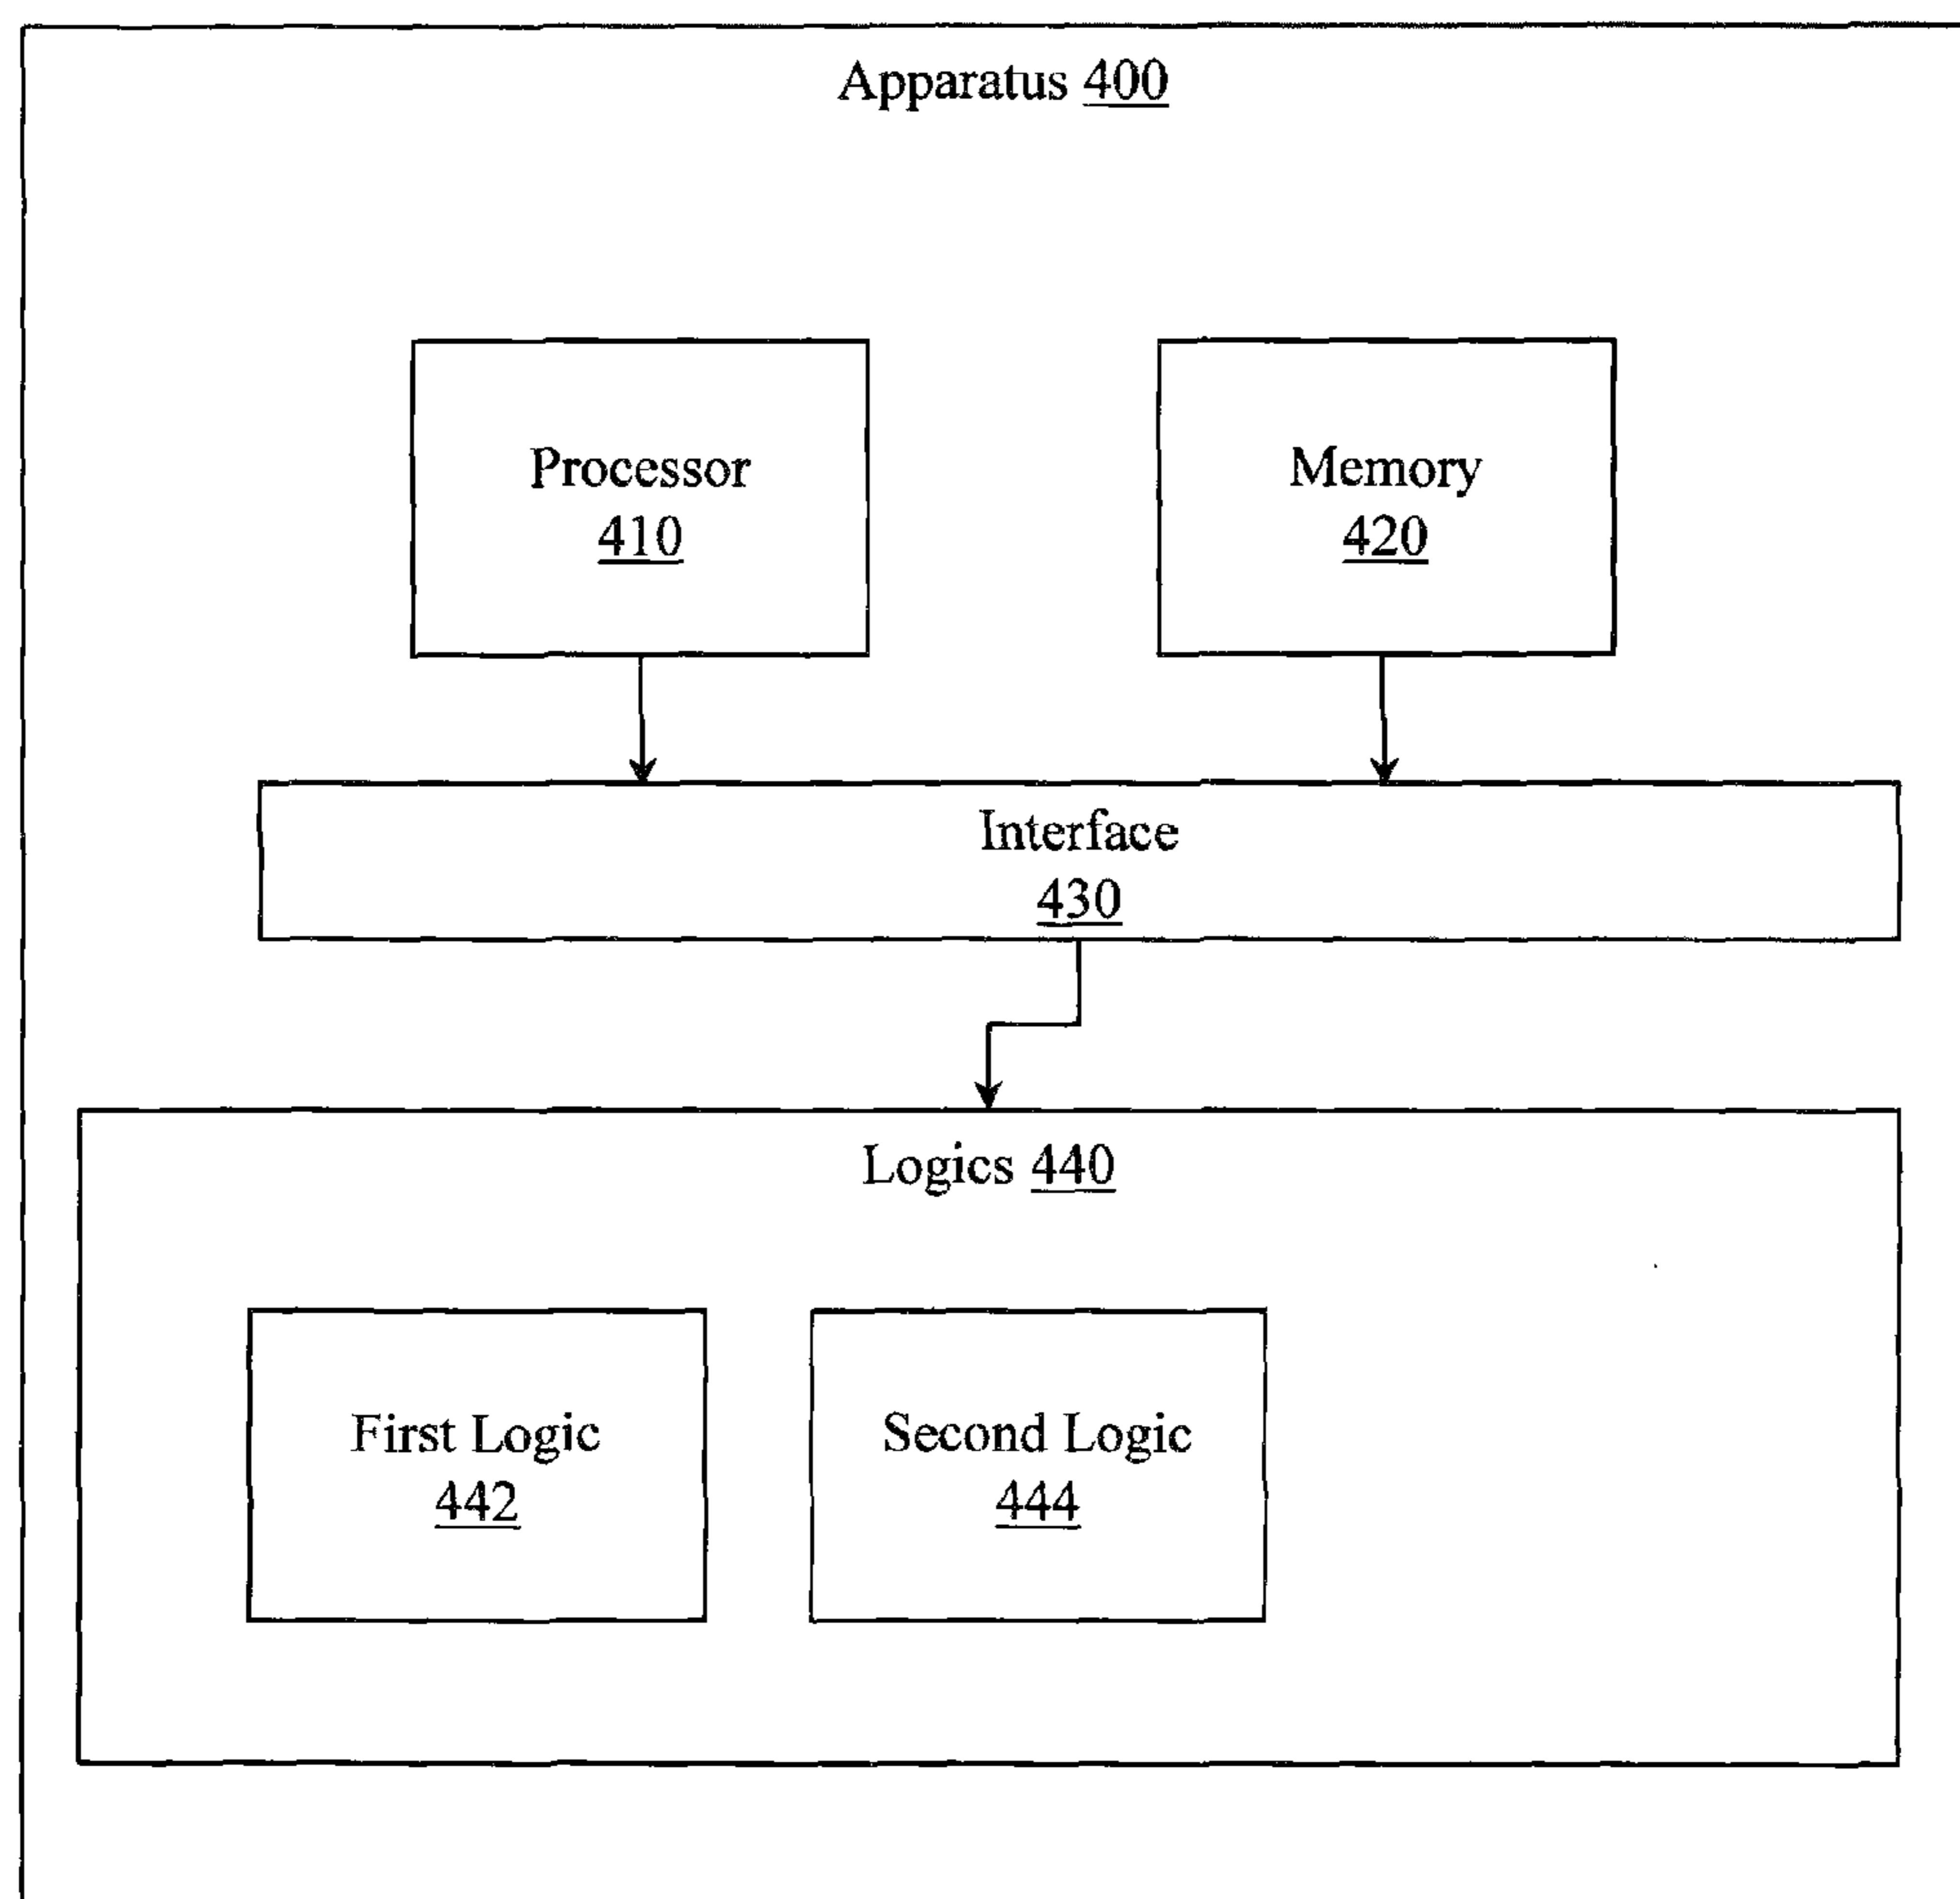 Apparatus 400
Processor
410
Memory
420
Interface
430
Logics 440
First Logic
442
Second Logic
444